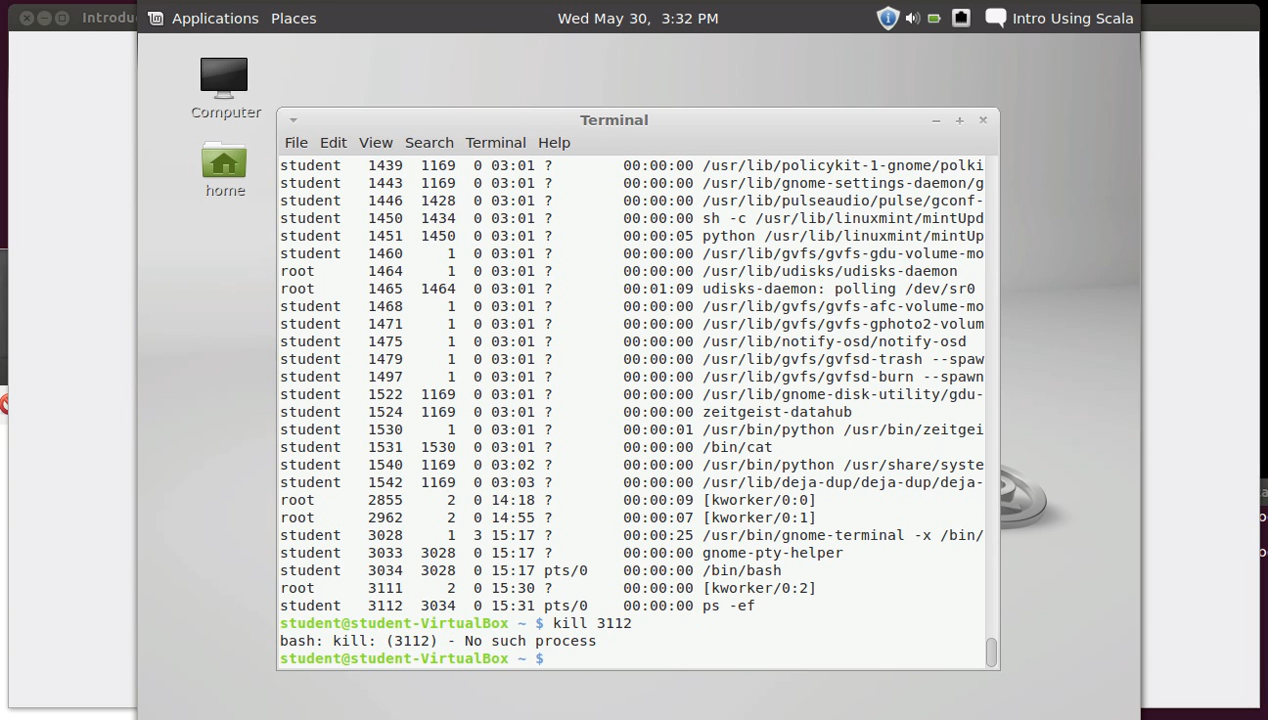 Introduc
Applications Places Wed May 30, 3:32 PM Intro Using Scala
Computer
home
Terminal
File Edit View Search Terminal Help
student 1439 1169 0 03:01 ? 00:00:00 /usr/lib/policykit-1-gnome/polki
student 1443 1169 0 03:01 ? 00:00:00 /usr/lib/gnome-settings-daemon/g
student 1446 1428 0 03:01 ? 00:00:00 /usr/lib/pulseaudio/pulse/gconf-
student 1450 1434 0 03:01 ? 00:00:00 sh -c /usr/lib/linuxmint/mintUpd
student 1451 1450 0 03:01 ? 00:00:05 python /usr/lib/linuxmint/mintUp
student 1460 1 0 03:01 ? 00:00:00 /usr/lib/gvfs/gvfs-gdu-volume-mo
root 1464 1 0 03:01 ? 00:00:00 /usr/lib/udisks/udisks-daemon
root 1465 1464 0 03:01 ? 00:01:09 udisks-daemon: polling /dev/sr0
student 1468 1 0 03:01 ? 00:00:00 /usr/lib/gvfs/gvfs-afc-volume-mo
student 1471 1 0 03:01 ? 00:00:00 /usr/lib/gvfs/gvfs-gphoto2-volum
student 1475 1 0 03:01 ? 00:00:00 /usr/lib/notify-osd/notify-osd
student 1479 1 0 03:01 ? 00:00:00 /usr/lib/gvfs/gvfsd-trash --spaw
student 1497 1 0 03:01 ? 00:00:00 /usr/lib/gvfs/gvfsd-burn --spawn
student 1522 1169 0 03:01 ? 00:00:00 /usr/lib/gnome-disk-utility/gdu-
student 1524 1169 0 03:01 ? 00:00:00 zeitgeist-datahub
student 1530 1 0 03:01 ? 00:00:01 /usr/bin/python /usr/bin/zeitgei
student 1531 1530 0 03:01 ? 00:00:00 /bin/cat
student 1540 1169 0 03:02 ? 00:00:00 /usr/bin/python /usr/share/syste
student 1542 1169 0 03:03 ? 00:00:00 /usr/lib/deja-dup/deja-dup/deja-
root 2855 2 0 14:18 ? 00:00:09 [kworker/0:0]
root 2962 2 0 14:55 ? 00:00:07 [kworker/0:1]
student 3028 1 3 15:17 ? 00:00:25 /usr/bin/gnome-terminal -x /bin/
student 3033 3028 0 15:17 ? 00:00:00 gnome-pty-helper
student 3034 3028 0 15:17 pts/0 00:00:00 /bin/bash
root 3111 2 0 15:30 ? 00:00:00 [kworker/0:2]
student 3112 3034 0 15:31 pts/0 00:00:00 ps -ef
student@student-VirtualBox ~ $ kill 3112
bash: kill: (3112) - No such process
student@student-VirtualBox ~ $